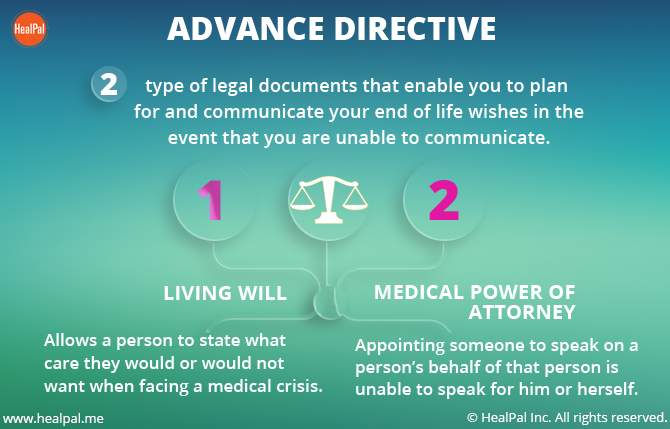 HealPal
ADVANCE DIRECTIVE
2 type of legal documents that enable you to plan
for and communicate your end of life wishes in the
event that you are unable to communicate.
1 2
LIVING WILL
Allows a person to state what
care they would or would not
want when facing a medical crisis.
MEDICAL POWER OF
ATTORNEY
Appointing someone to speak on a
person's behalf of that person is
unable to speak for him or herself.
www.healpal.me
© HealPal Inc. All rights reserved.